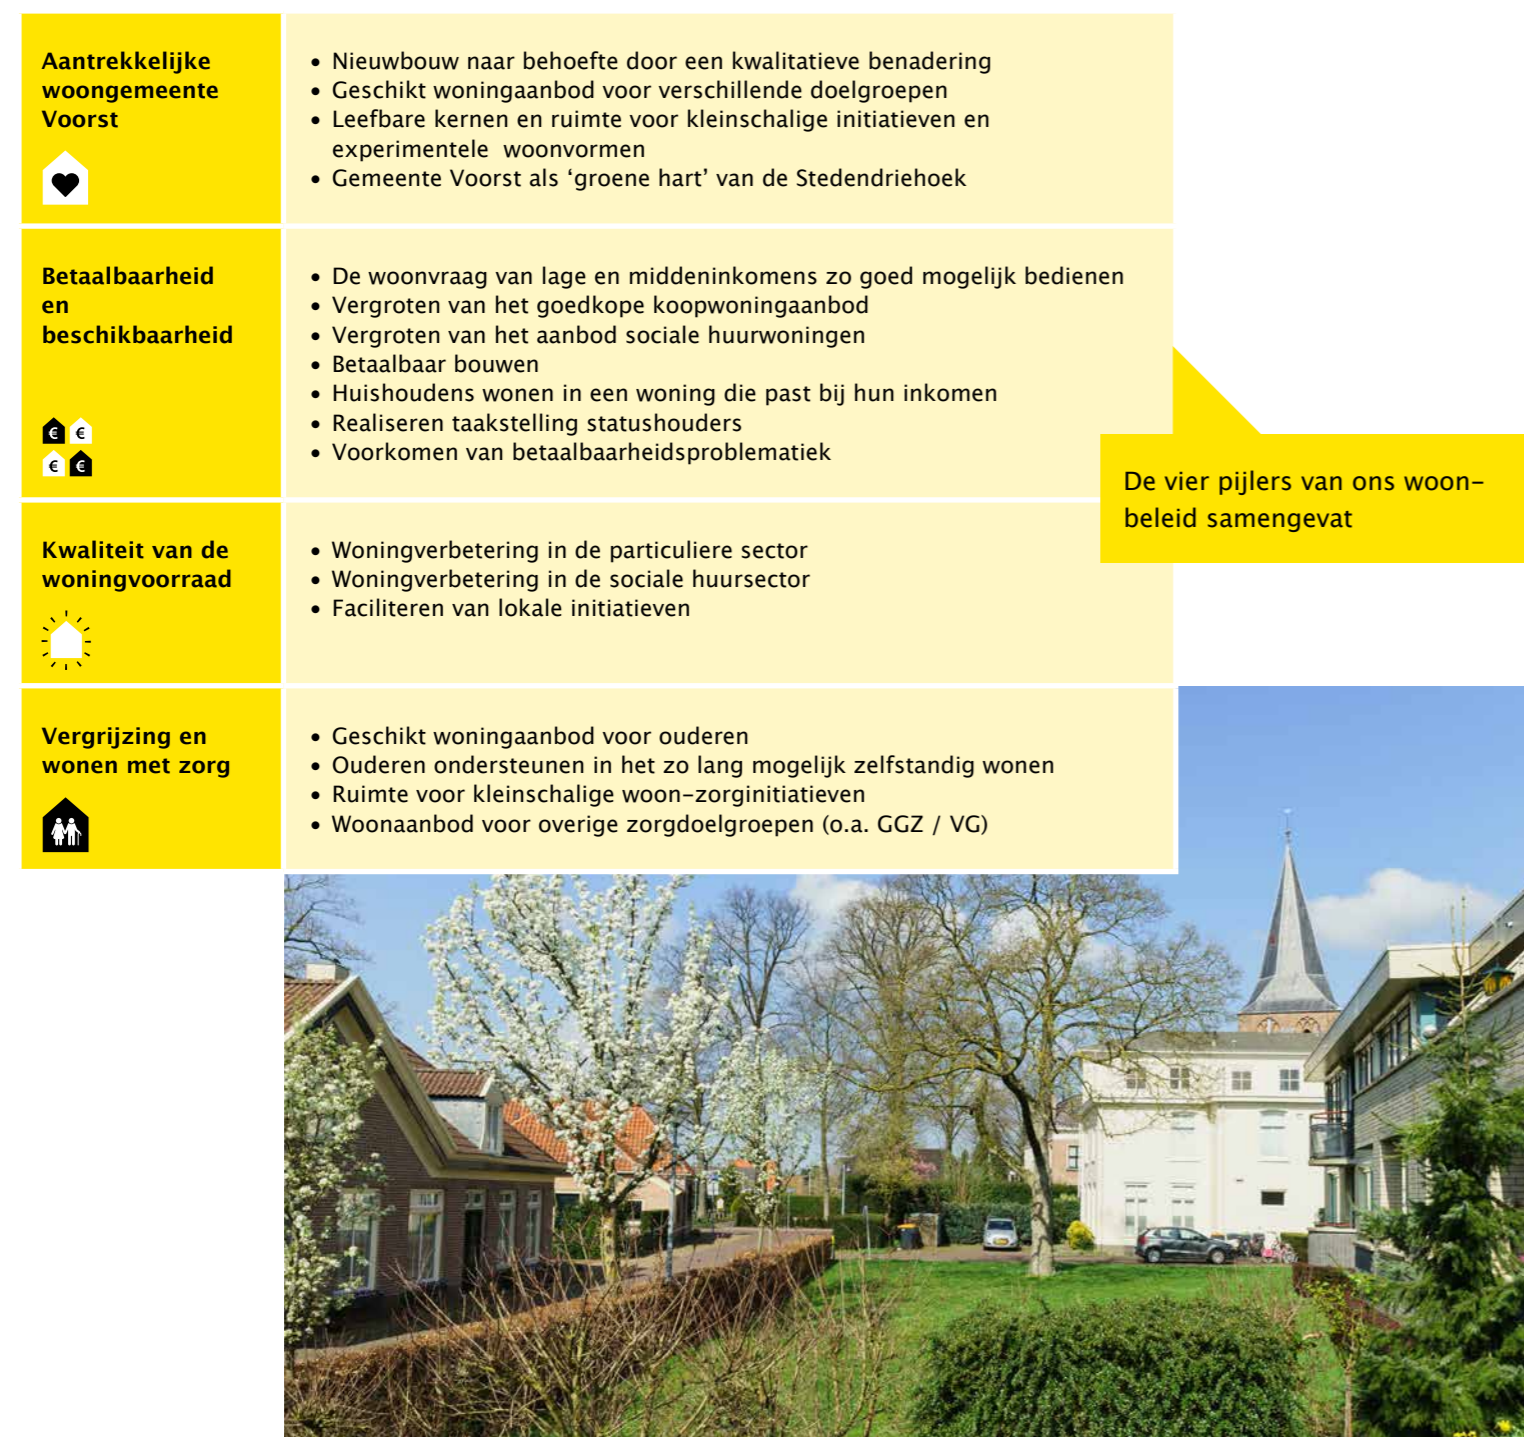 Aantrekkelijke
woongemeente
Voorst
• Nieuwbouw naar behoefte door een kwalitatieve benadering
• Geschikt woningaanbod voor verschillende doelgroepen
• Leefbare kernen en ruimte voor kleinschalige initiatieven en
experimentele woonvormen
• Gemeente Voorst als ‘groene hart’ van de Stedendriehoek
Betaalbaarheid
en
beschikbaarheid
€ €
€ €
• De woonvraag van lage en middeninkomens zo goed mogelijk bedienen
• Vergroten van het goedkope koopwoningaanbod
• Vergroten van het aanbod sociale huurwoningen
• Betaalbaar bouwen
• Huishoudens wonen in een woning die past bij hun inkomen
• Realiseren taakstelling statushouders
• Voorkomen van betaalbaarheidsproblematiek
De vier pijlers van ons woon-
beleid samengevat
Kwaliteit van de
woningvoorraad
• Woningverbetering in de particuliere sector
• Woningverbetering in de sociale huursector
• Faciliteren van lokale initiatieven
Vergrijzing en
wonen met zorg
• Geschikt woningaanbod voor ouderen
• Ouderen ondersteunen in het zo lang mogelijk zelfstandig wonen
• Ruimte voor kleinschalige woon-zorginitiatieven
• Woonaanbod voor overige zorgdoelgroepen (o.a. GGZ / VG)